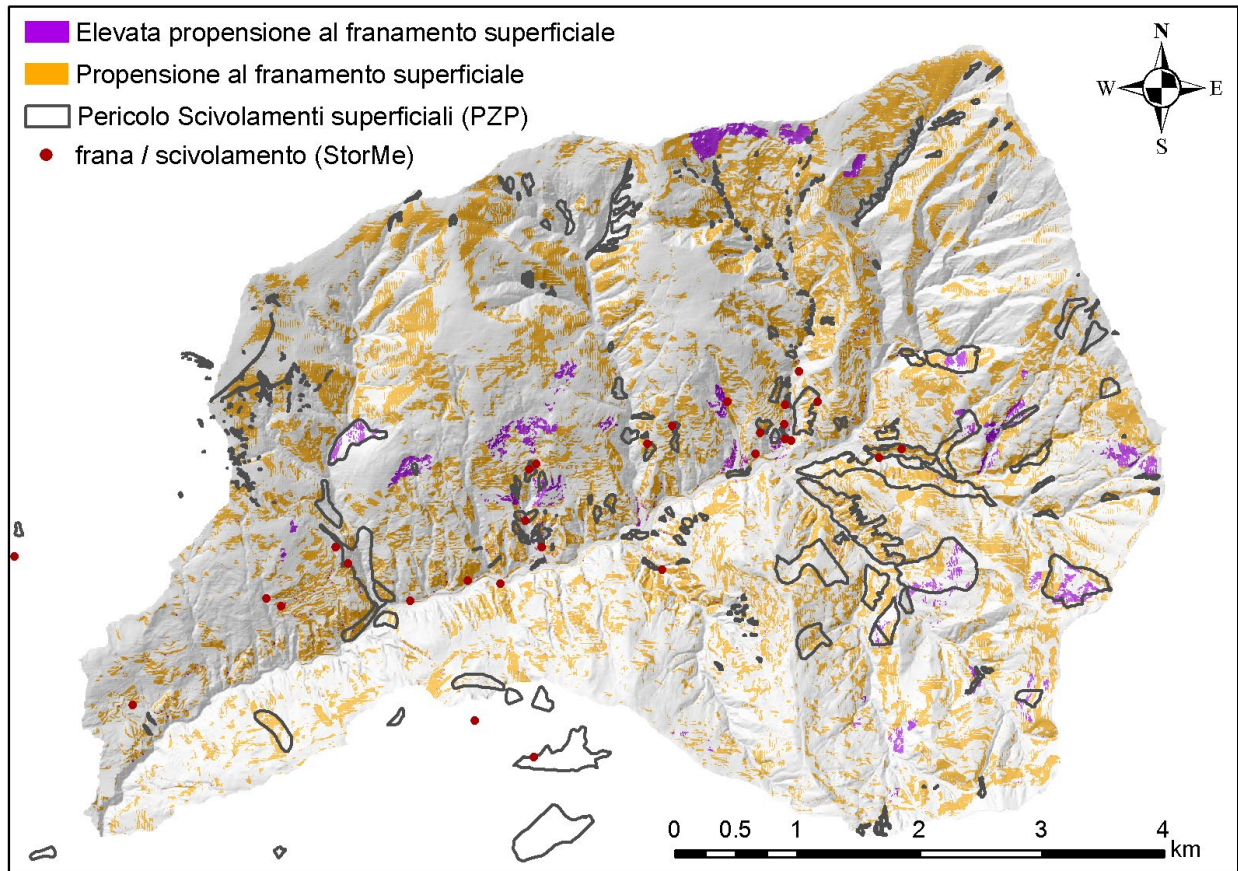 Elevata propensione al franamento superficiale
Propensione al franamento superficiale
Pericolo Scivolamenti superficiali (PZP)
frana / scivolamento (StorMe)
N
W E
S
0 0.5 1 2 3 4
km